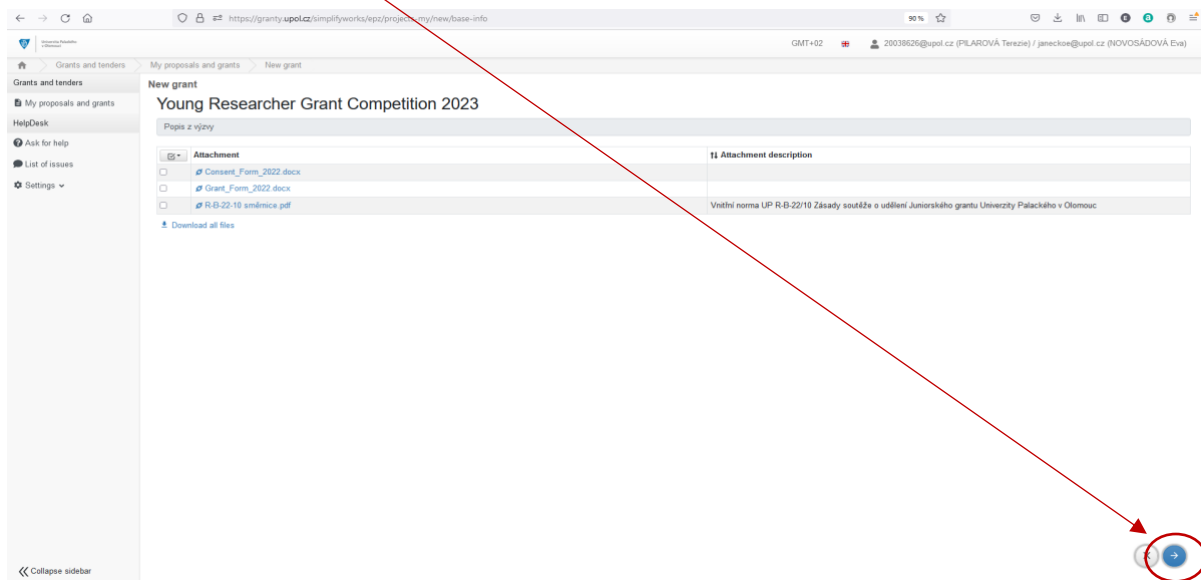 https://granty.upol.cz/simplifyworks/epz/projects-my/new/base-info
90 %
Univerzita Palackého
v Olomouci
GMT+02
20038626@upol.cz (PILAROVÁ Terezie) / janeckoe@upol.cz (NOVOSÁDOVÁ Eva)
Grants and tenders
My proposals and grants
New grant
Grants and tenders
My proposals and grants
HelpDesk
Ask for help
List of issues
Settings
New grant
Young Researcher Grant Competition 2023
Popis z výzvy
Attachment
Attachment description
Consent_Form_2022.docx
Grant_Form_2022.docx
R-B-22-10 směrnice.pdf
Vnitřní norma UP R-B-22/10 Zásady soutěže o udělení Juniorského grantu Univerzity Palackého v Olomouc
Download all files
Collapse sidebar